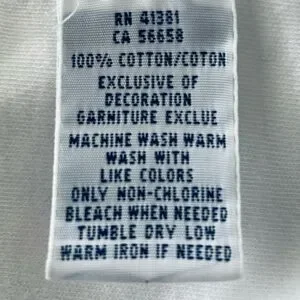 RN 41381
CA 56658
100% COTTON/COTON
EXCLUSIVE OF
DECORATION
GARNITURE EXCLUE
MACHINE WASH WARM
WASH WITH
LIKE COLORS
ONLY NON-CHLORINE
BLEACH WHEN NEEDED
TUMBLE DRY LOW
WARM IRON IF NEEDED